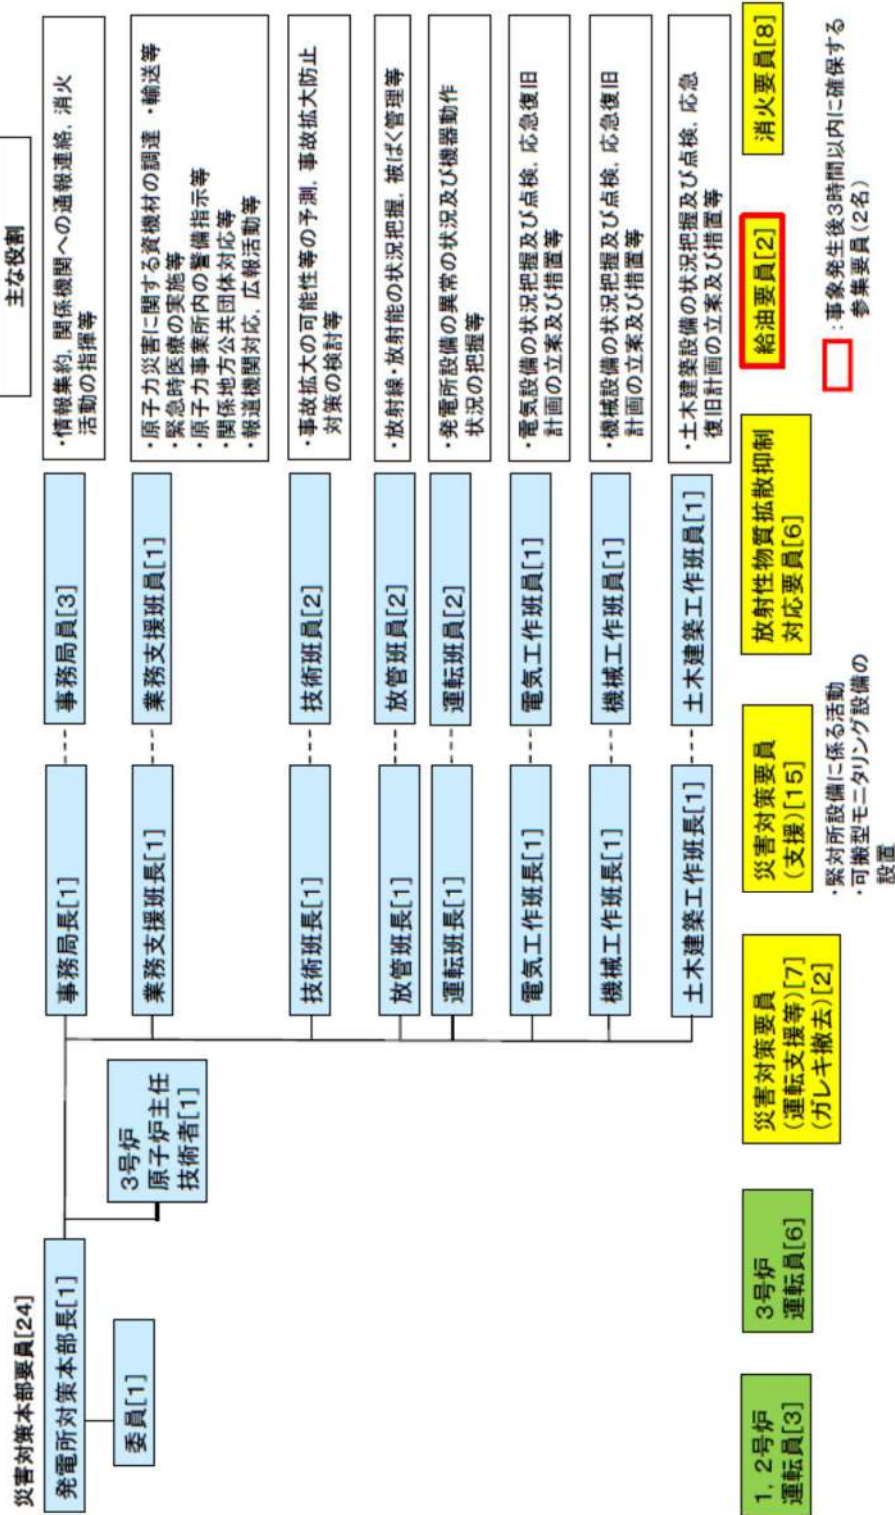 主な役割
災害対策本部要員[24]
発電所対策本部長[1]
委員[1]
3号炉
原子炉主任
技術者[1]
事務局長[1]
事務局員[3]
・情報集約，関係機関への通報連絡，消火
活動の指揮等
業務支援班長[1]
業務支援班員[1]
・原子力災害に関する資機材の調達・輸送等
・緊急時医療の実施等
・原子力事業所内の警備指示等
・関係地方公共団体対応等
・報道機関対応，広報活動等
技術班長[1]
技術班員[2]
・事故拡大の可能性等の予測，事故拡大防止
対策の検討等
放管班長[1]
放管班員[2]
・放射線・放射能の状況把握，被ばく管理等
運転班長[1]
運転班員[2]
・発電所設備の異常の状況及び機器動作
状況の把握等
電気工作班長[1]
電気工作班員[1]
・電気設備の状況把握及び点検，応急復旧
計画の立案及び措置等
機械工作班長[1]
機械工作班員[1]
・機械設備の状況把握及び点検，応急復旧
計画の立案及び措置等
土木建築工作班長[1]
土木建築工作班員[1]
・土木建築設備の状況把握及び点検，応急
復旧計画の立案及び措置等
1，2号炉
運転員[3]
3号炉
運転員[6]
災害対策要員
(運転支援等)[7]
(ガレキ撤去)[2]
災害対策要員
(支援)[15]
放射性物質拡散抑制
対応要員[6]
給油要員[2]
消火要員[8]
・緊対所設備に係る活動
・可搬型モニタリング設備の
設置
：事象発生後3時間以内に確保する
参集要員(2名)